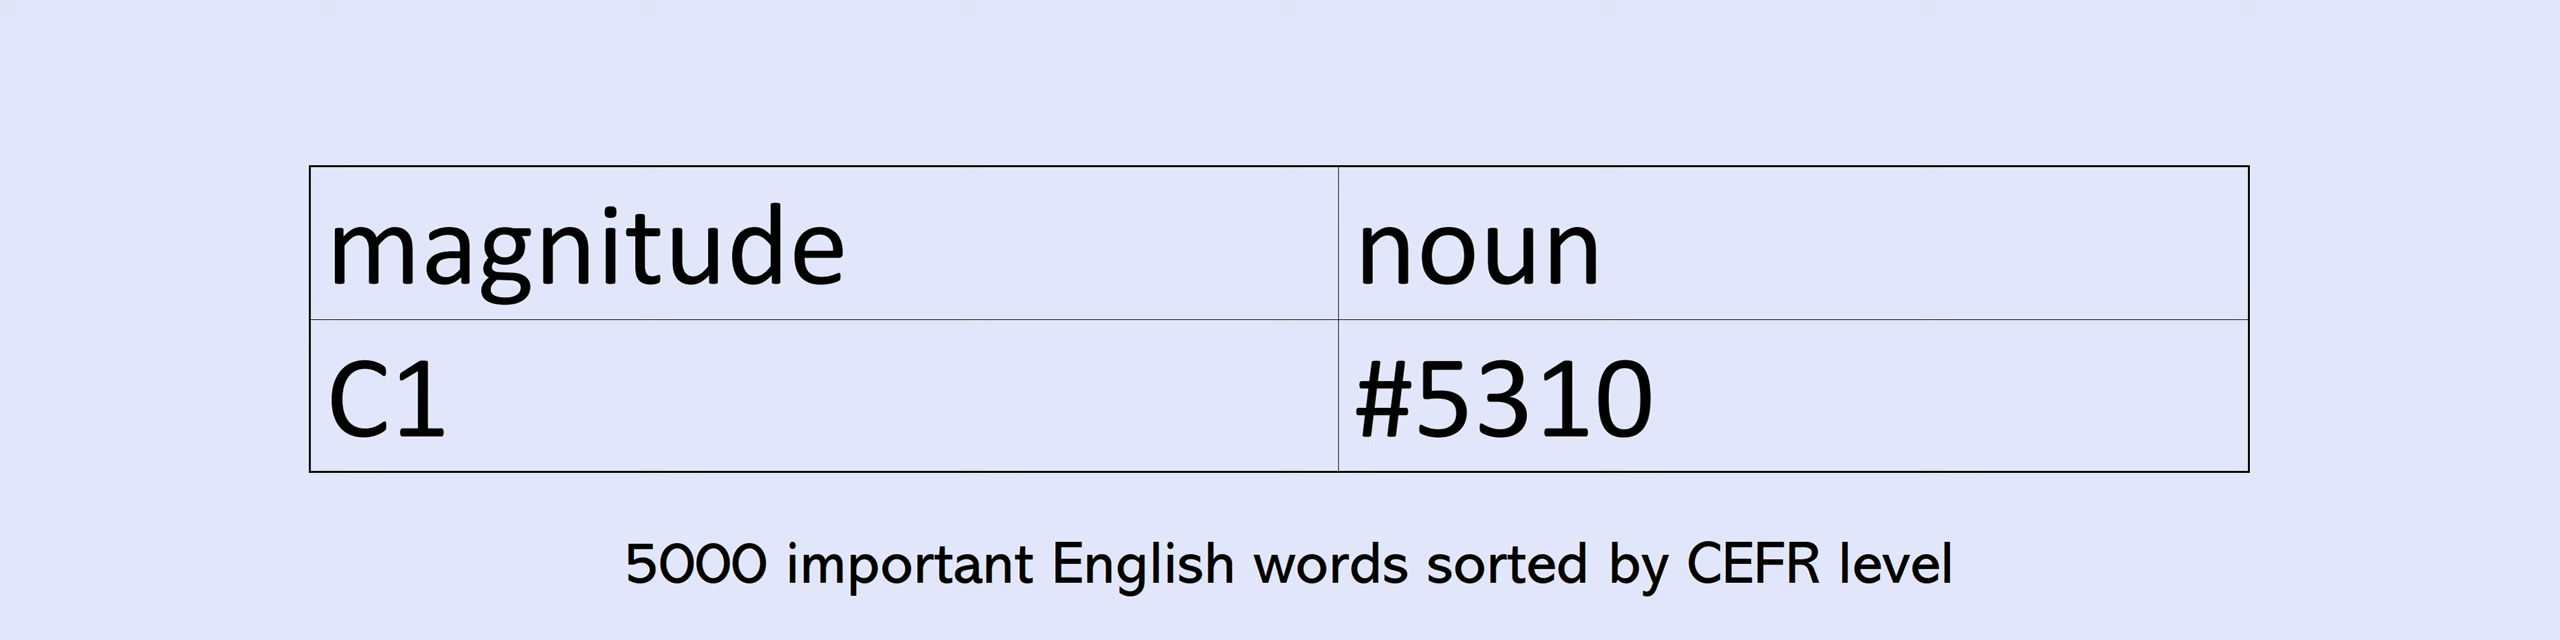 magnitude noun
C1 #5310
5000 important English words sorted by CEFR level